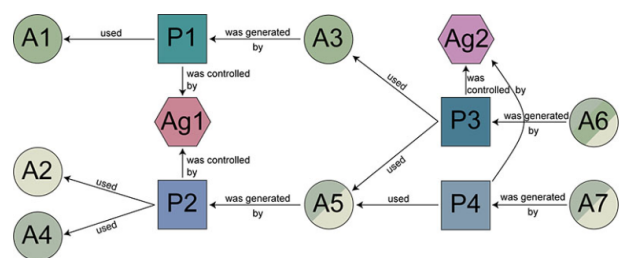 A1
used
P1
was generated
by
A3
Ag2
was controlled
by
used
was
controlled by
Ag1
P3
was generated
by
A6
A2
used
was controlled
by
used
A4
used
P2
was generated
by
A5
used
P4
was generated
by
A7